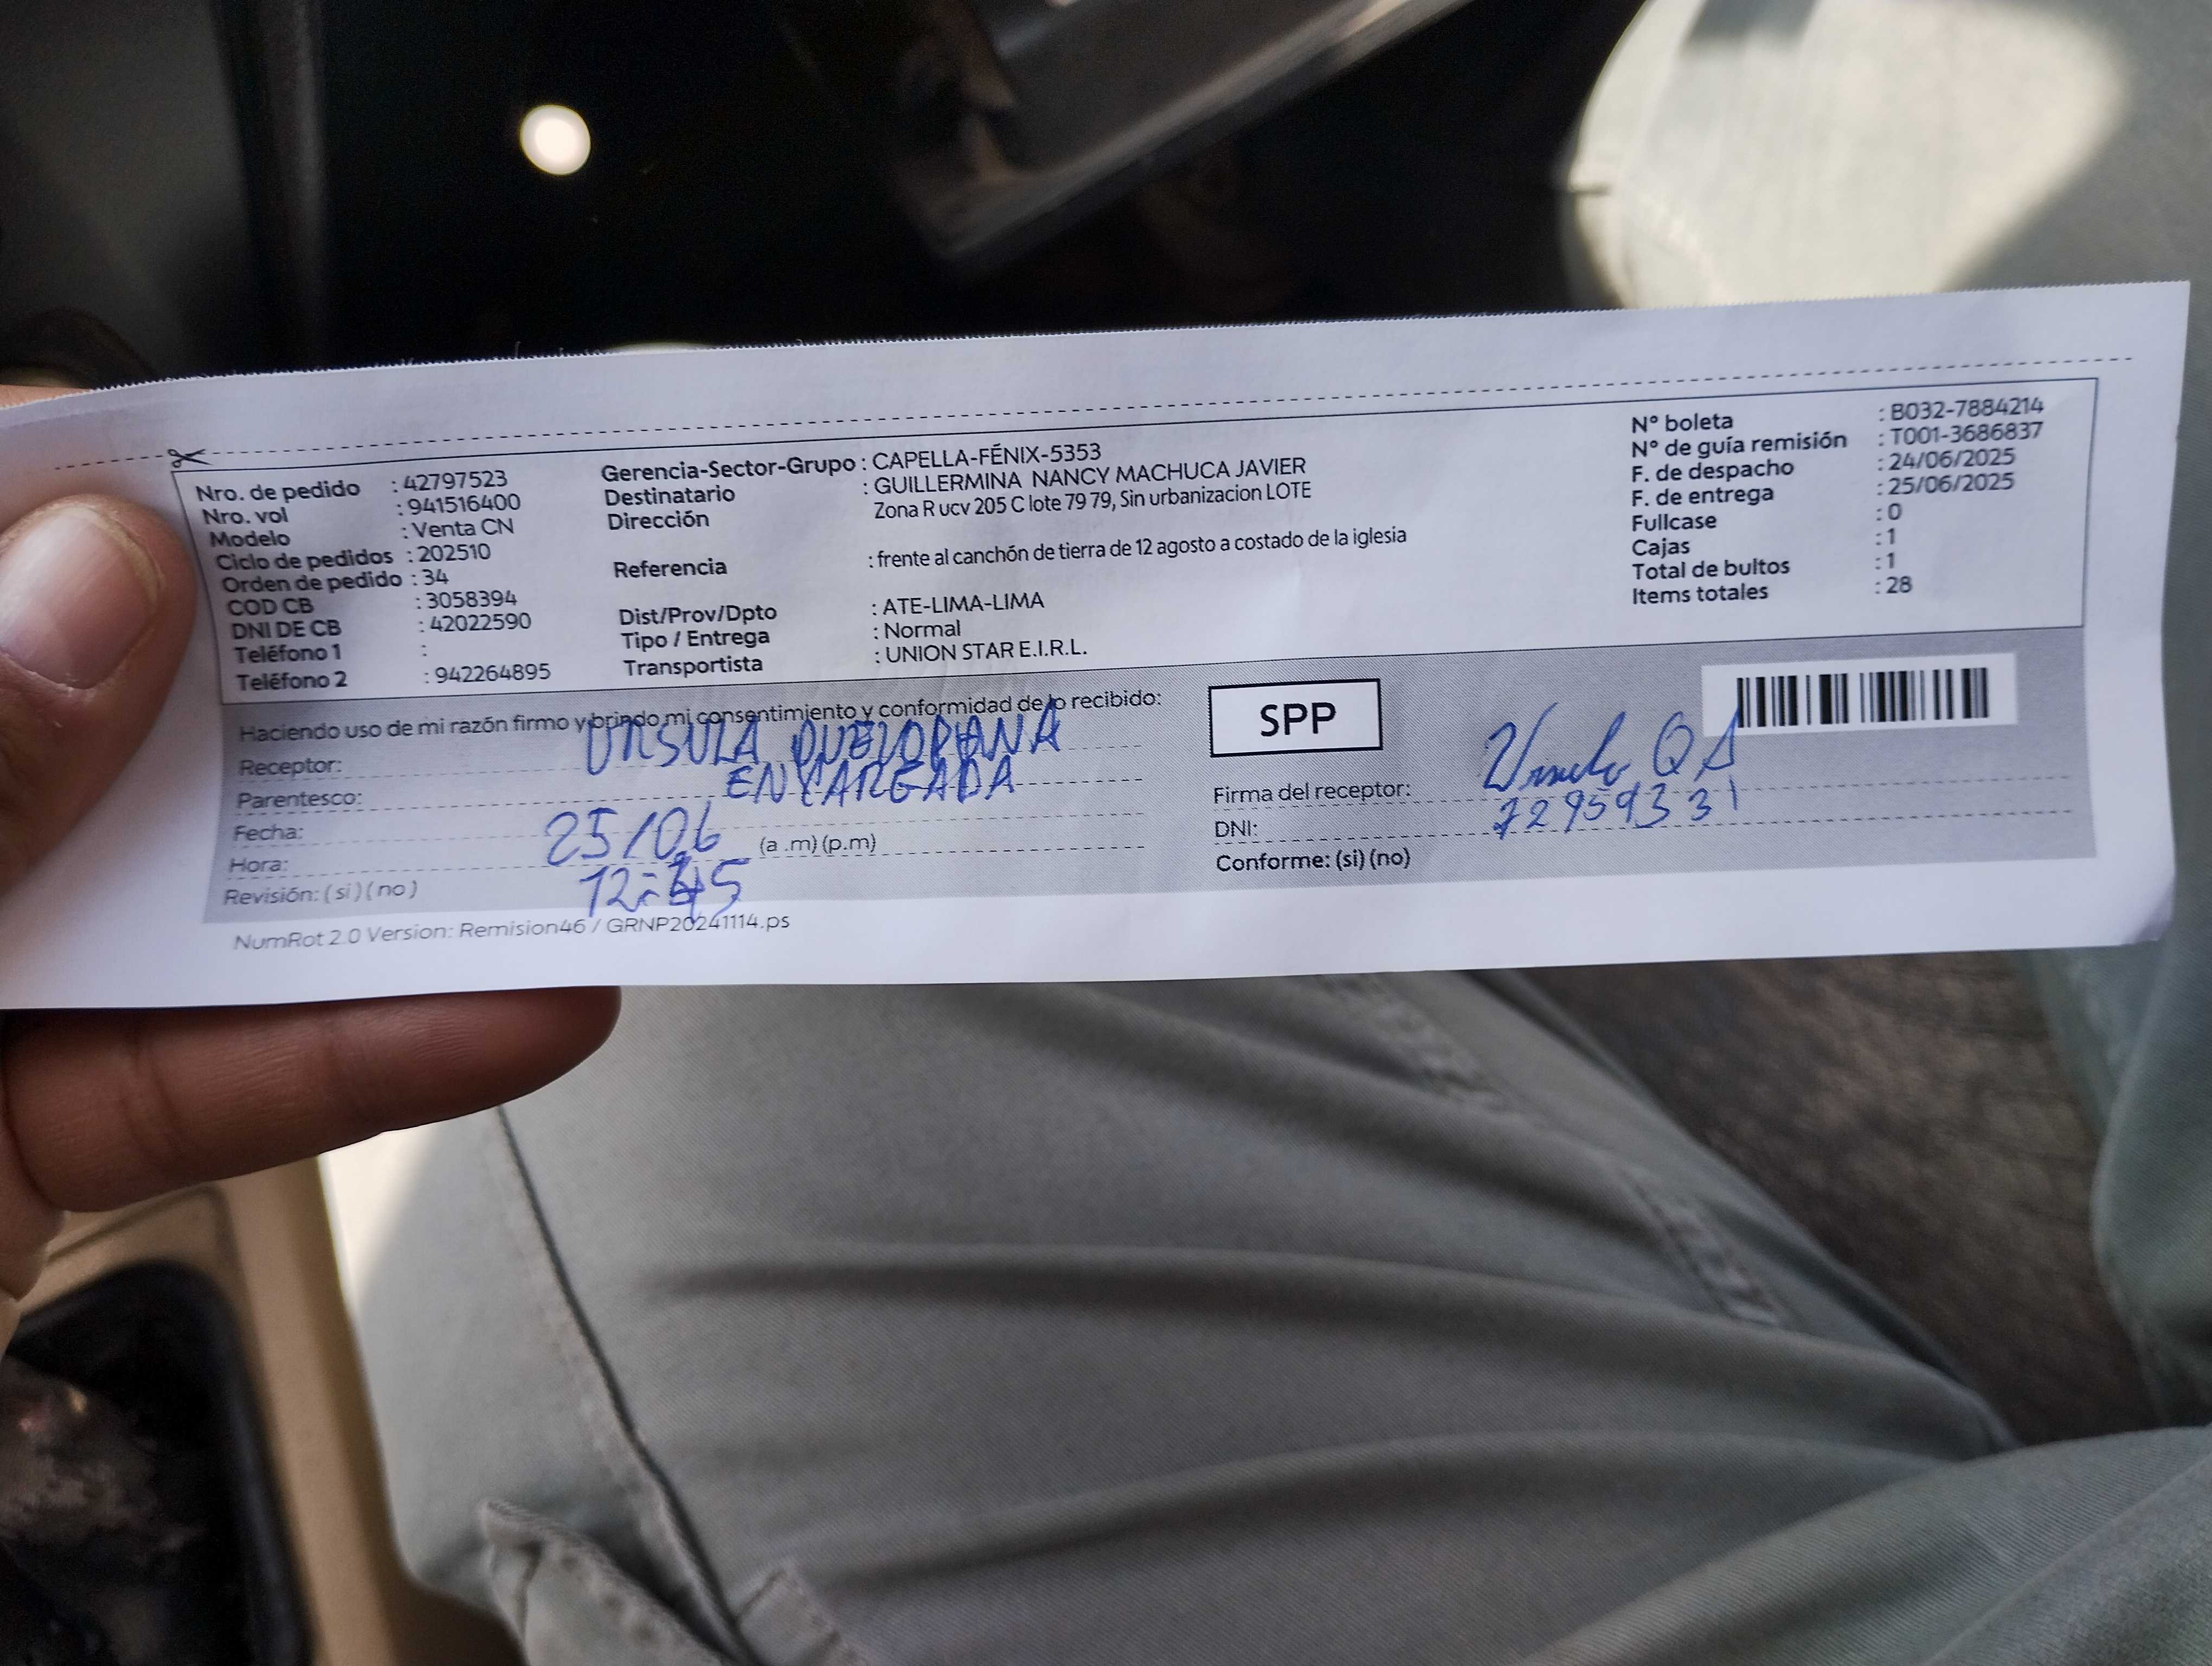 Nro. de pedido : 42797523
Nro. vol : 941516400
Modelo : Venta CN
Ciclo de pedidos : 202510
Orden de pedido : 34
COD CB : 3058394
DNI DE CB : 42022590
Teléfono 1 :
Teléfono 2 : 942264895
Gerencia-Sector-Grupo : CAPELLA-FÉNIX-5353
Destinatario : GUILLERMINA NANCY MACHUCA JAVIER
Dirección Zona R ucv 205 C lote 79 79, Sin urbanizacion LOTE
Referencia : frente al canchón de tierra de 12 agosto a costado de la iglesia
Dist/Prov/Dpto : ATE-LIMA-LIMA
Tipo / Entrega : Normal
Transportista : UNION STAR E.I.R.L.
N° boleta : B032-7884214
N° de guía remisión : T001-3686837
F. de despacho : 24/06/2025
F. de entrega : 25/06/2025
Fullcase : 0
Cajas : 1
Total de bultos : 1
Items totales : 28
Haciendo uso de mi razón firmo y brindo mi consentimiento y conformidad de lo recibido:
Receptor: URSULA
Parentesco: ENCARGADA
Fecha: 25/06
Hora: 12:45 (a .m) (p.m)
Revisión: ( si ) ( no )
SPP
Firma del receptor:
DNI: 72959331
Conforme: (si) (no)
NumRot 2.0 Version: Remision46 / GRNP20241114.ps